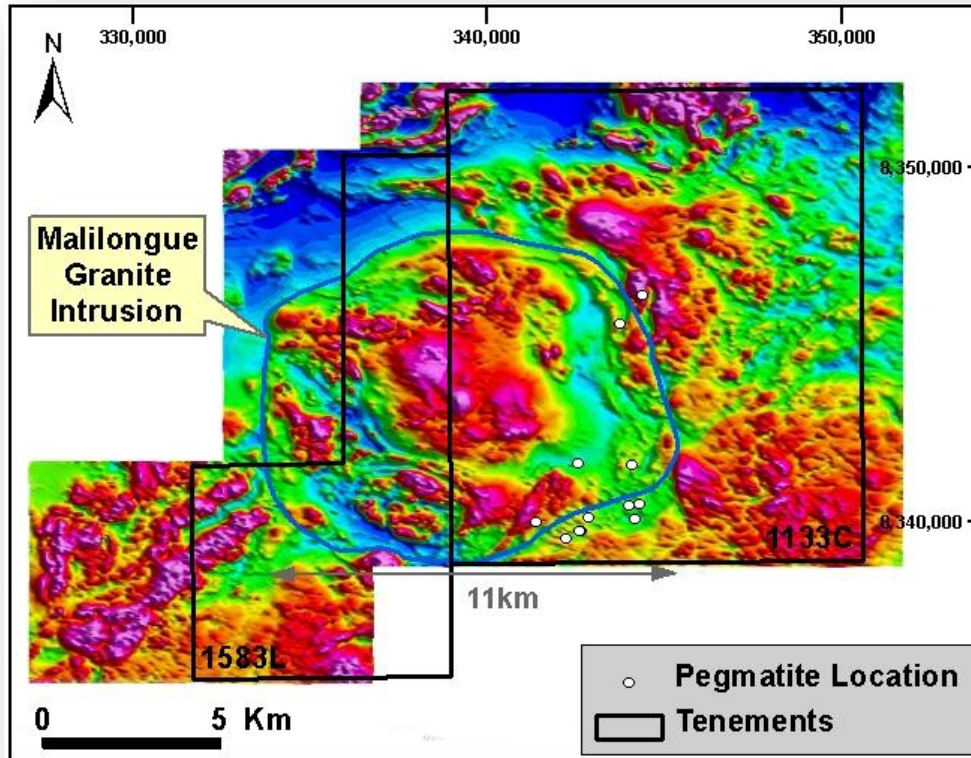 330,000
340,000
350,000
N
8,350,000
Malilongue
Granite
Intrusion
8,340,000
1133C
11km
1583L
0 5 Km
Pegmatite Location
Tenements